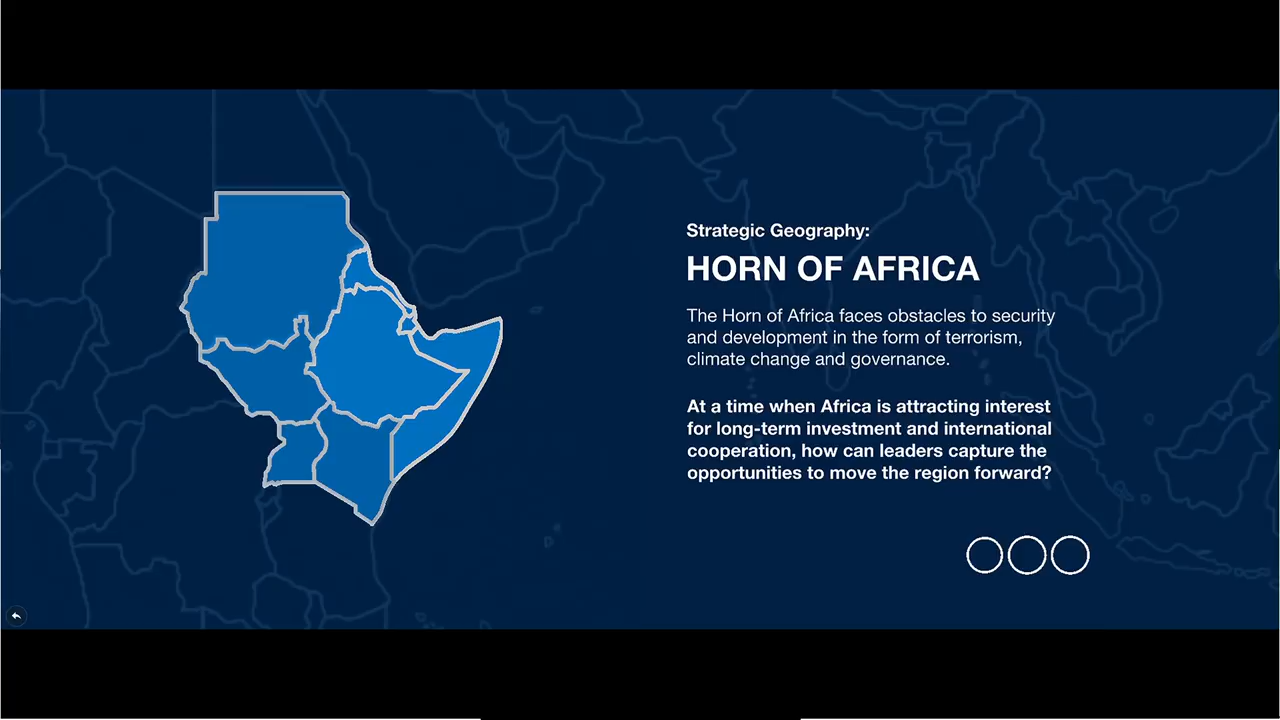 Strategic Geography:
HORN OF AFRICA
The Horn of Africa faces obstacles to security
and development in the form of terrorism,
climate change and governance.
At a time when Africa is attracting interest
for long-term investment and international
cooperation, how can leaders capture the
opportunities to move the region forward?